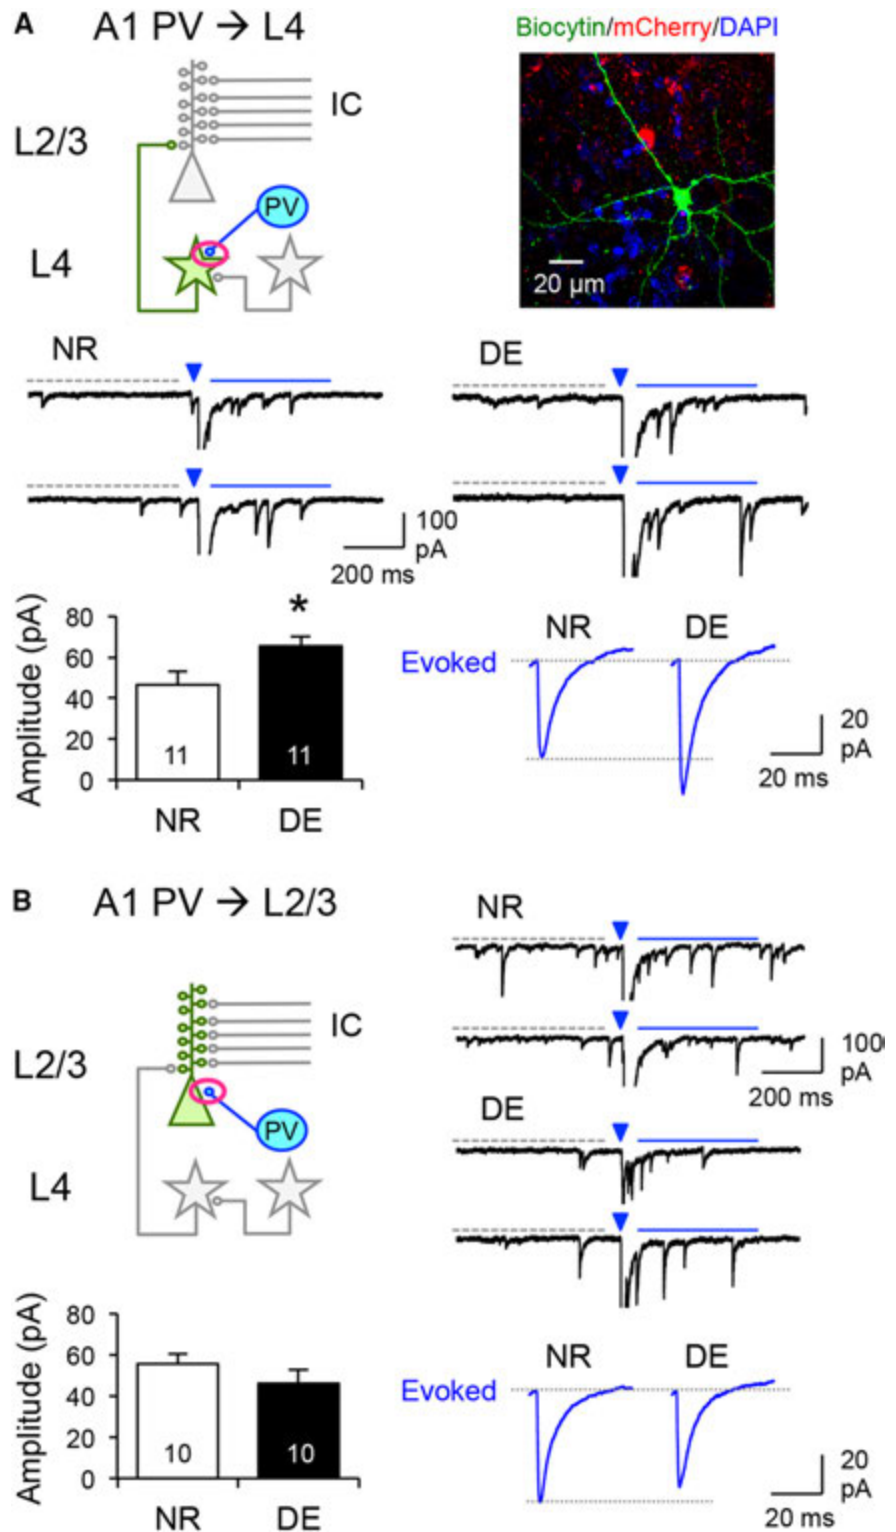 A A1 PV → L4
Biocytin/mCherry/DAPI
IC
L2/3
PV
L4
20 µm
NR
DE
100
pA
200 ms
Amplitude (pA)
80
60
40
20
0
11
11
*
NR
DE
Evoked
NR
DE
20
pA
20 ms
B A1 PV → L2/3
IC
L2/3
PV
L4
NR
100
pA
200 ms
DE
Amplitude (pA)
80
60
40
20
0
10
10
NR
DE
Evoked
NR
DE
20
pA
20 ms